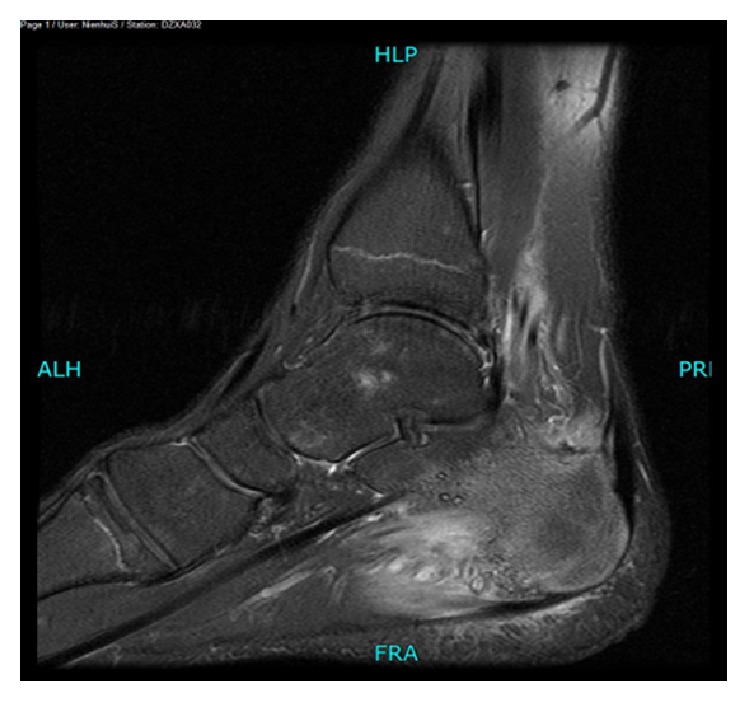 Page 1 / User: NienhuiS / Station: DZXA032
HLP
ALH
PRI
FRA